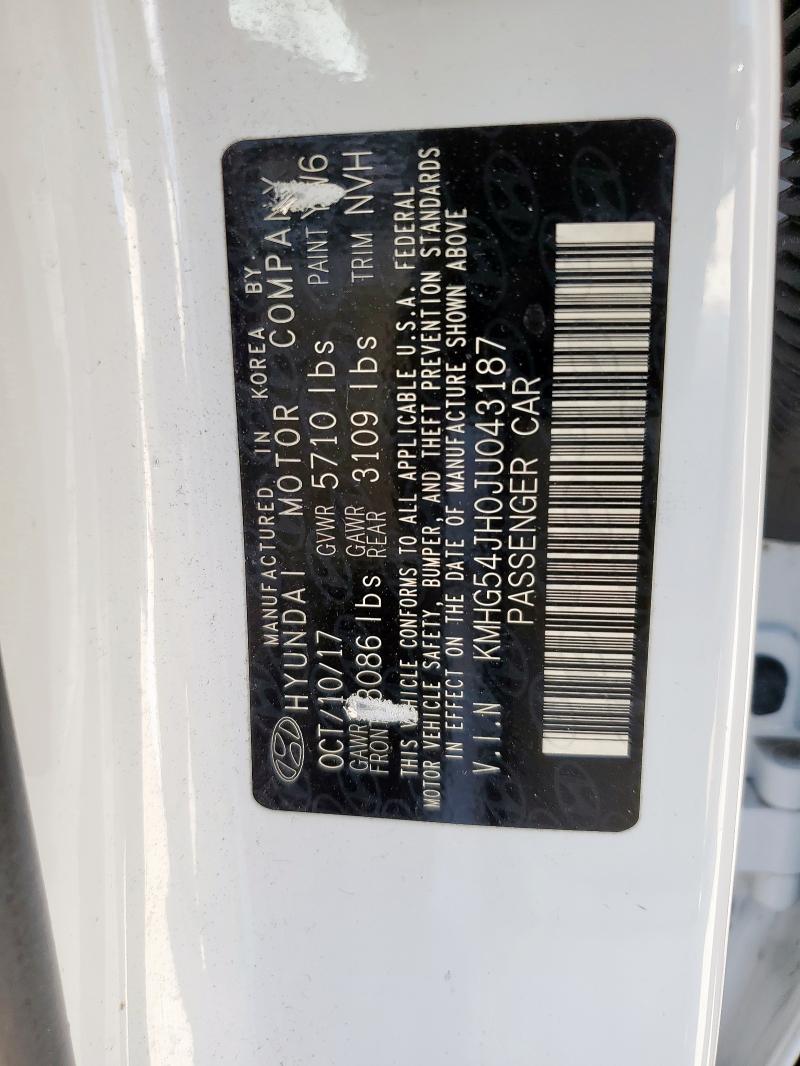 MANUFACTURED IN KOREA BY
HYUNDAI MOTOR COMPANY
OCT/10/17 GVWR 5710 lbs PAINT W6
GAWR FRONT 3086 lbs GAWR REAR 3109 lbs TRIM NVH
THIS VEHICLE CONFORMS TO ALL APPLICABLE U.S.A. FEDERAL
MOTOR VEHICLE SAFETY, BUMPER, AND THEFT PREVENTION STANDARDS
IN EFFECT ON THE DATE OF MANUFACTURE SHOWN ABOVE
V.I.N KMHG54JH0JU043187
PASSENGER CAR